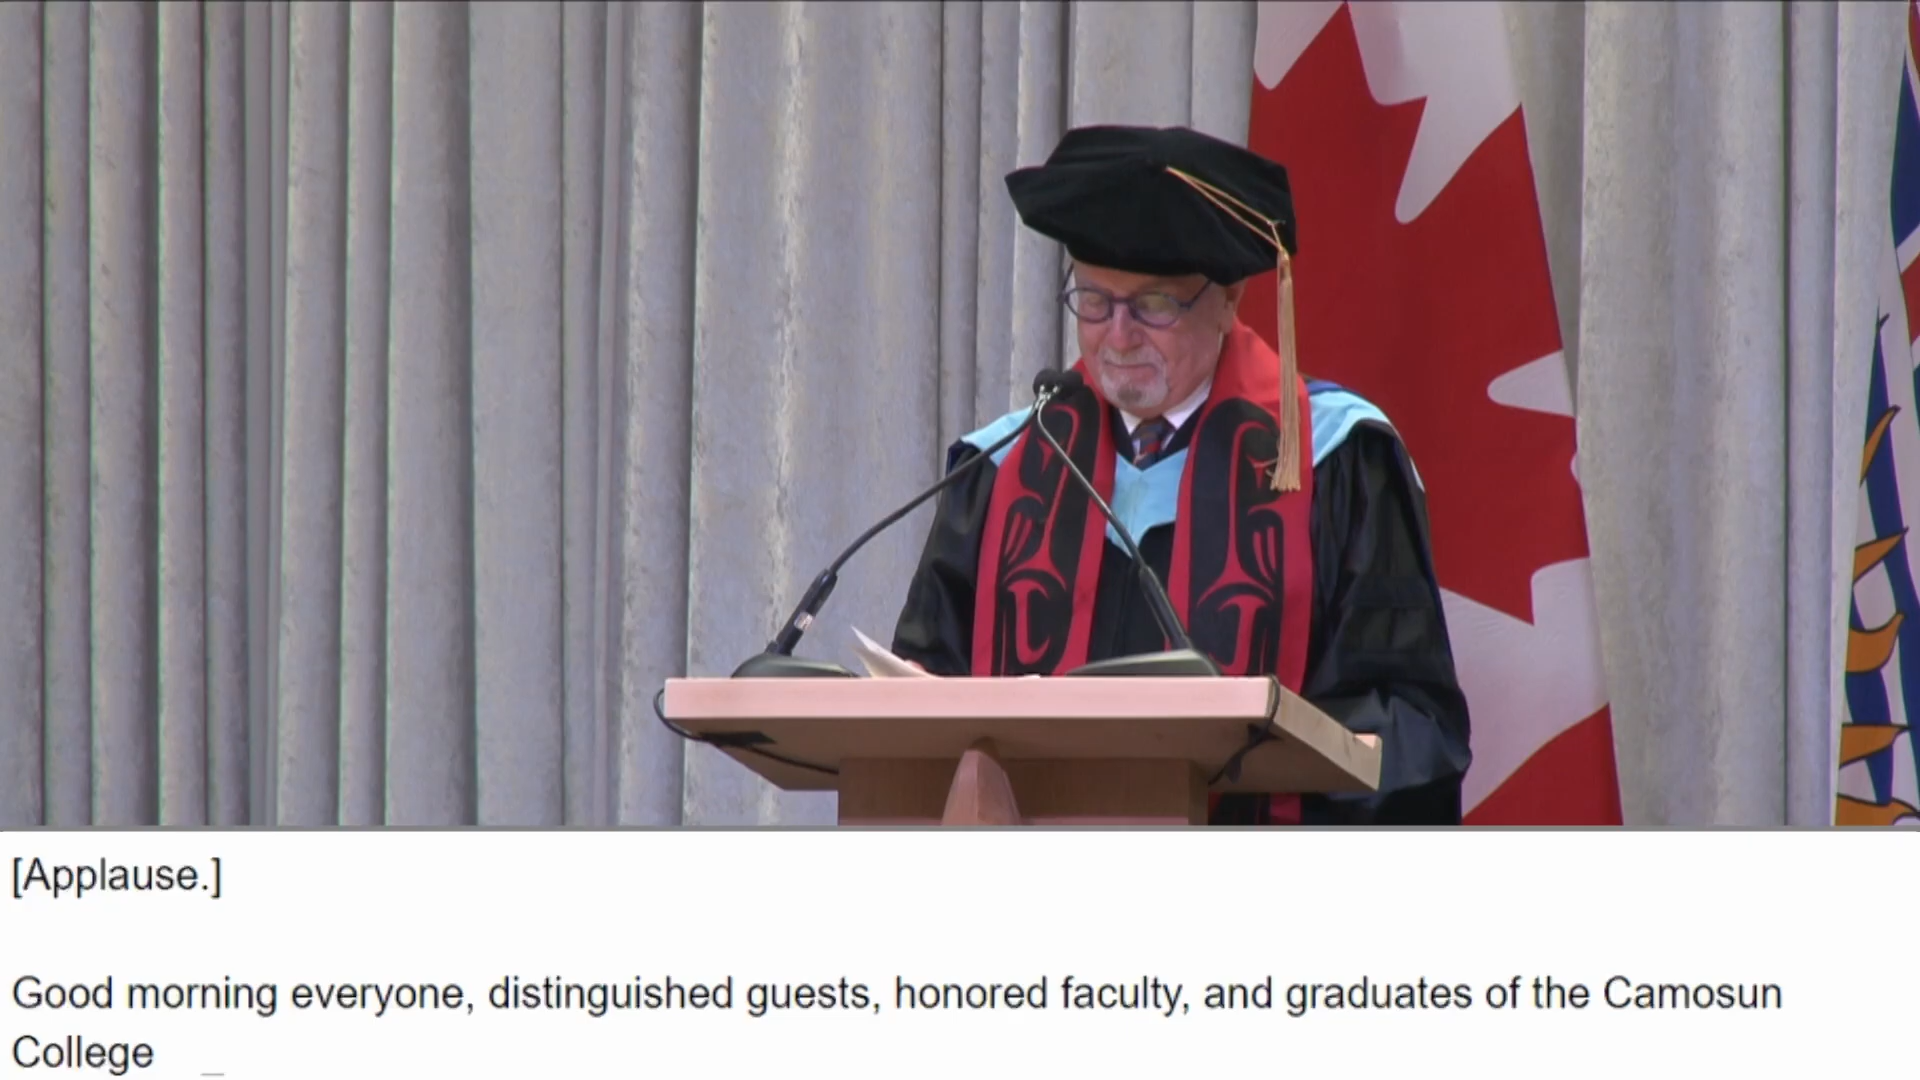 [Applause.]
Good morning everyone, distinguished guests, honored faculty, and graduates of the Camosun
College